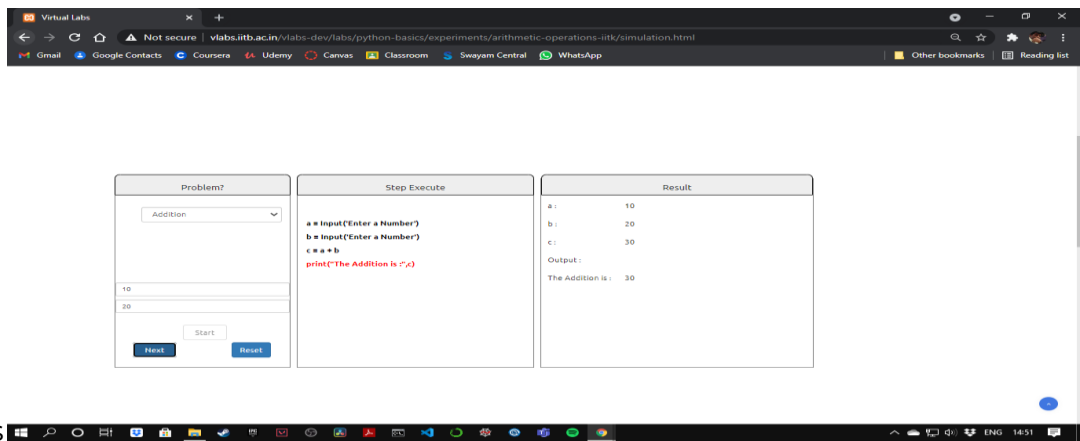 Virtual Labs
Not secure | vlabs.iitb.ac.in/vlabs-dev/labs/python-basics/experiments/arithmetic-operations-iitk/simulation.html
Gmail Google Contacts Coursera Udemy Canvas Classroom Swayam Central WhatsApp Other bookmarks Reading list
Problem? Step Execute Result
Addition
a = Input('Enter a Number')
b = Input('Enter a Number')
c = a + b
print("The Addition is :",c)
a : 10
b : 20
c : 30
Output :
The Addition is : 30
10
20
Start
Next Reset
ENG 14:51